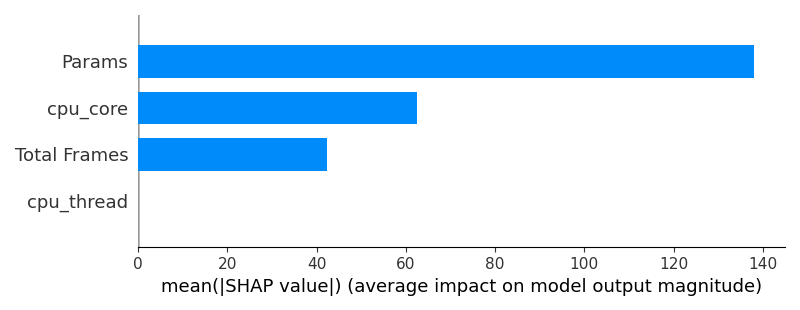 Params
cpu_core
Total Frames
cpu_thread
0 20 40 60 80 100 120 140
mean(|SHAP value|) (average impact on model output magnitude)